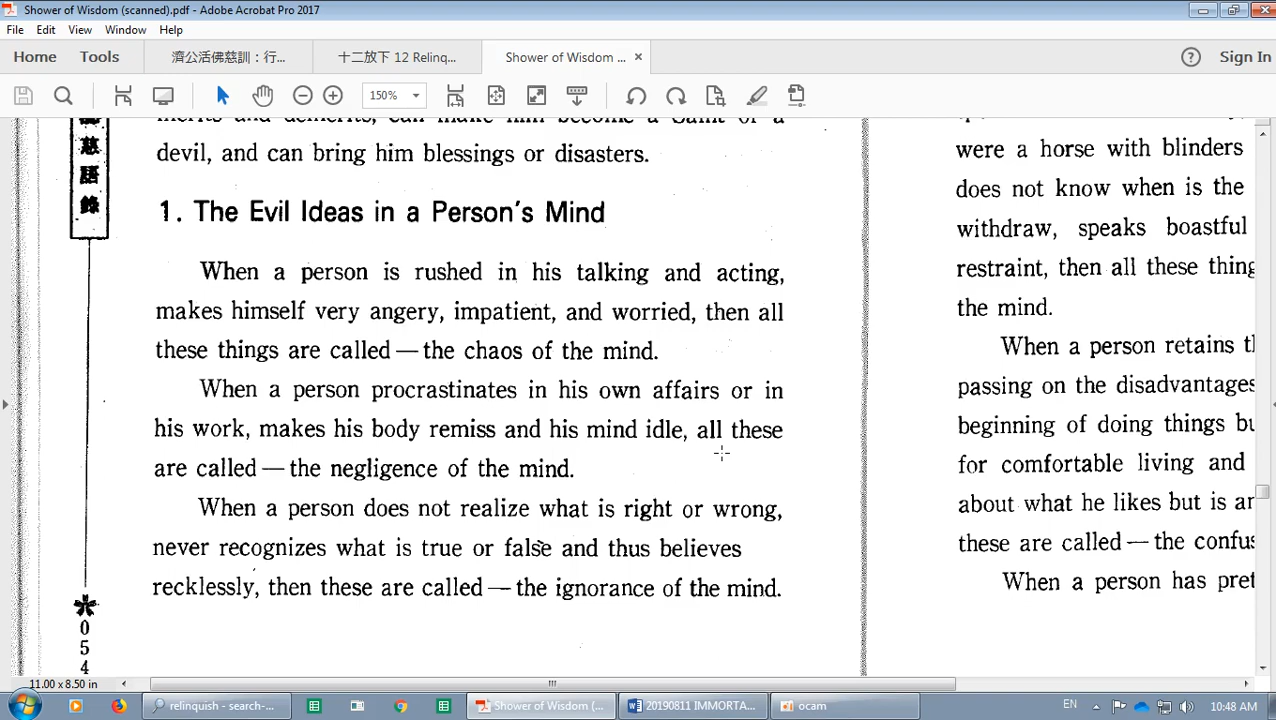 Shower of Wisdom (scanned).pdf - Adobe Acrobat Pro 2017
File Edit View Window Help
Home Tools 濟公活佛慈訓：行... 十二放下 12 Relinq... Shower of Wisdom ... × Sign In
150%
merits and demerits, can make him become a Saint or a
devil, and can bring him blessings or disasters.
1. The Evil Ideas in a Person's Mind
When a person is rushed in his talking and acting,
makes himself very angery, impatient, and worried, then all
these things are called — the chaos of the mind.
When a person procrastinates in his own affairs or in
his work, makes his body remiss and his mind idle, all these
are called — the negligence of the mind.
When a person does not realize what is right or wrong,
never recognizes what is true or false and thus believes
recklessly, then these are called — the ignorance of the mind.
慈語錄
054
were a horse with blinders
does not know when is the
withdraw, speaks boastful
restraint, then all these thing
the mind.
When a person retains t
passing on the disadvantages
beginning of doing things bu
for comfortable living and
about what he likes but is an
these are called — the confus
When a person has pret
11.00 x 8.50 in
relinquish - search-... Shower of Wisdom (... 20190811 IMMORTA... ocam EN 10:48 AM